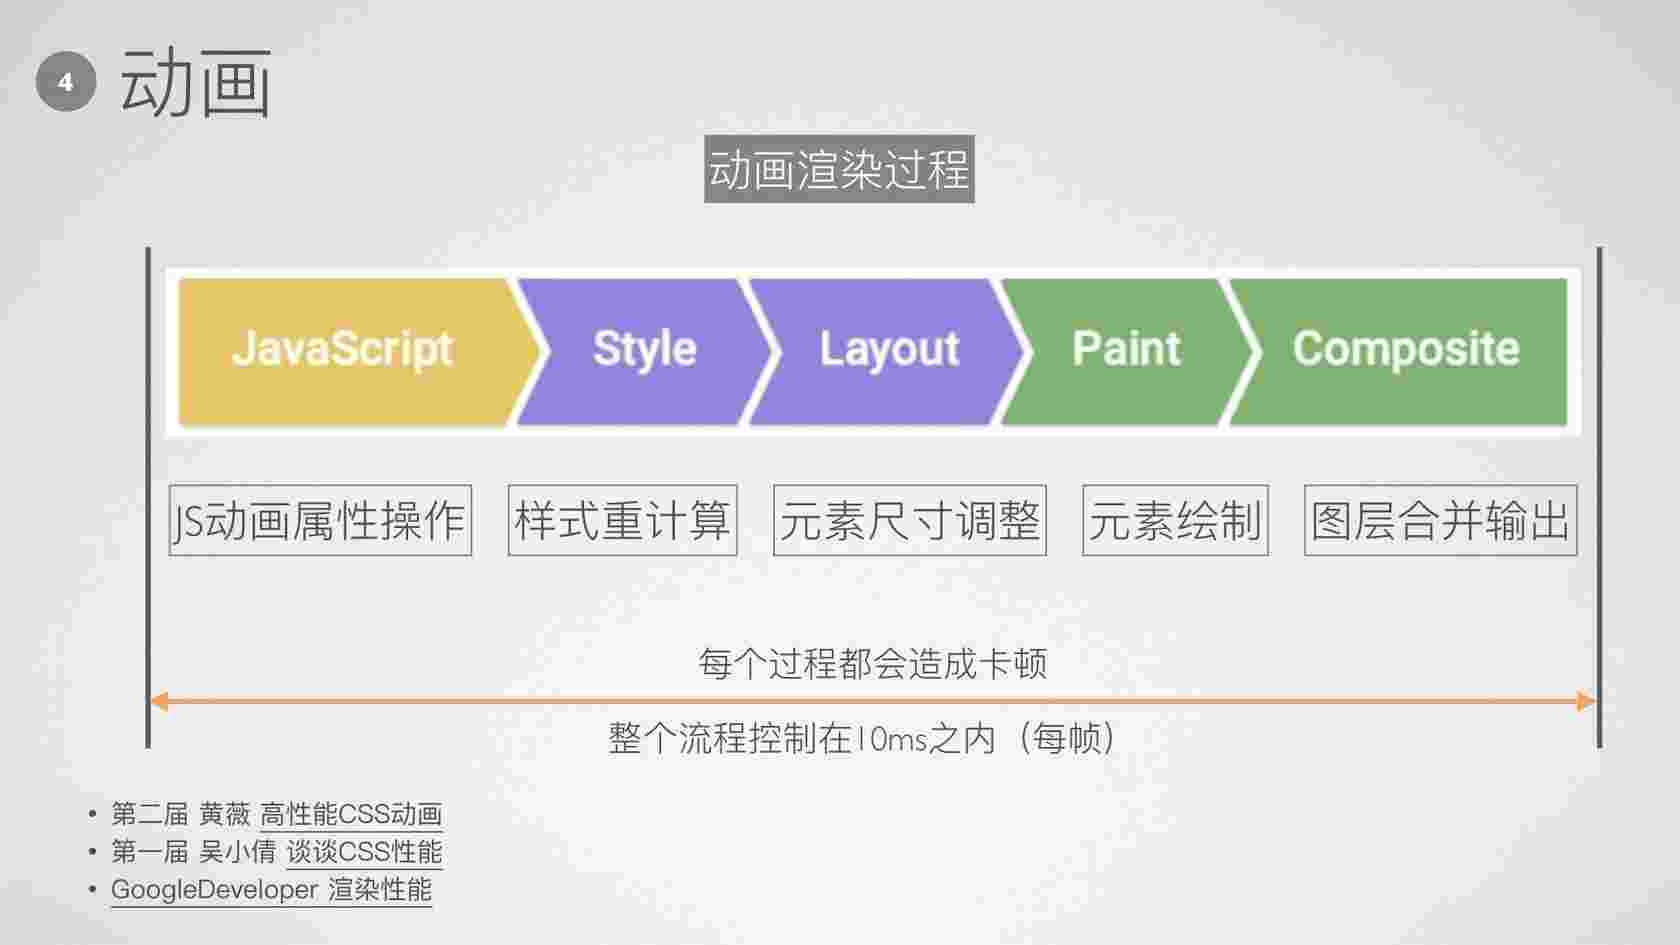 4 动画
动画渲染过程
JavaScript Style Layout Paint Composite
JS动画属性操作 样式重计算 元素尺寸调整 元素绘制 图层合并输出
每个过程都会造成卡顿
整个流程控制在10ms之内（每帧）
• 第二届 黄薇 高性能CSS动画
• 第一届 吴小倩 谈谈CSS性能
• GoogleDeveloper 渲染性能